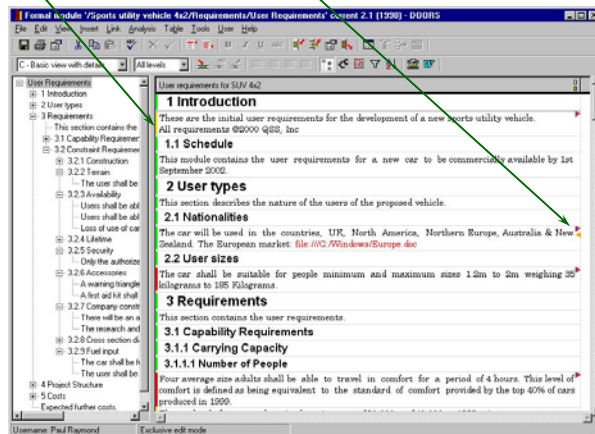 Formal module '/Sports utility vehicle 4x2/Requirements/User Requirements' current 2.1 (1990) - DOORS
File Edit View Insert Link Analysis Table Tools User Help
C - Basic view with details
All levels
User Requirements
1 Introduction
2 User types
3 Requirements
This section contains the
3.1 Capability Requiremen
3.2 Constraint Requiremen
3.2.1 Construction
3.2.2 Terrain
The user shall be
3.2.3 Availability
Users shall be abl
Users shall be abl
Loss of use of car
3.2.4 Lifetime
3.2.5 Security
Only the authorize
3.2.6 Accessories
A warning triangle
A first aid kit shall
3.2.7 Company constr
There will be an a
The research and
3.2.8 Cross section di
3.2.9 Fuel input
The car shall be f
The user shall be
4 Project Structure
5 Costs
Expected further costs.
User requirements for SUV 4x2
1 Introduction
These are the initial user requirements for the development of a new sports utility vehicle.
All requirements ©2000 QSS, Inc
1.1 Schedule
This module contains the user requirements for a new car to be commercially available by 1st
September 2002.
2 User types
This section describes the nature of the users of the proposed vehicle.
2.1 Nationalities
The car will be used in the countries, UK, North America, Northern Europe, Australia & New
Zealand. The European market: file:///C:/Windows/Europe.doc
2.2 User sizes
The car shall be suitable for people minimum and maximum sizes 1.2m to 2m weighing 35
kilograms to 185 Kilograms.
3 Requirements
This section contains the user requirements.
3.1 Capability Requirements
3.1.1 Carrying Capacity
3.1.1.1 Number of People
Four average size adults shall be able to travel in comfort for a period of 4 hours. This level of
comfort is defined as being equivalent to the standard of comfort provided by the top 40% of cars
produced in 1999.
Username: Paul Raymond
Exclusive edit mode